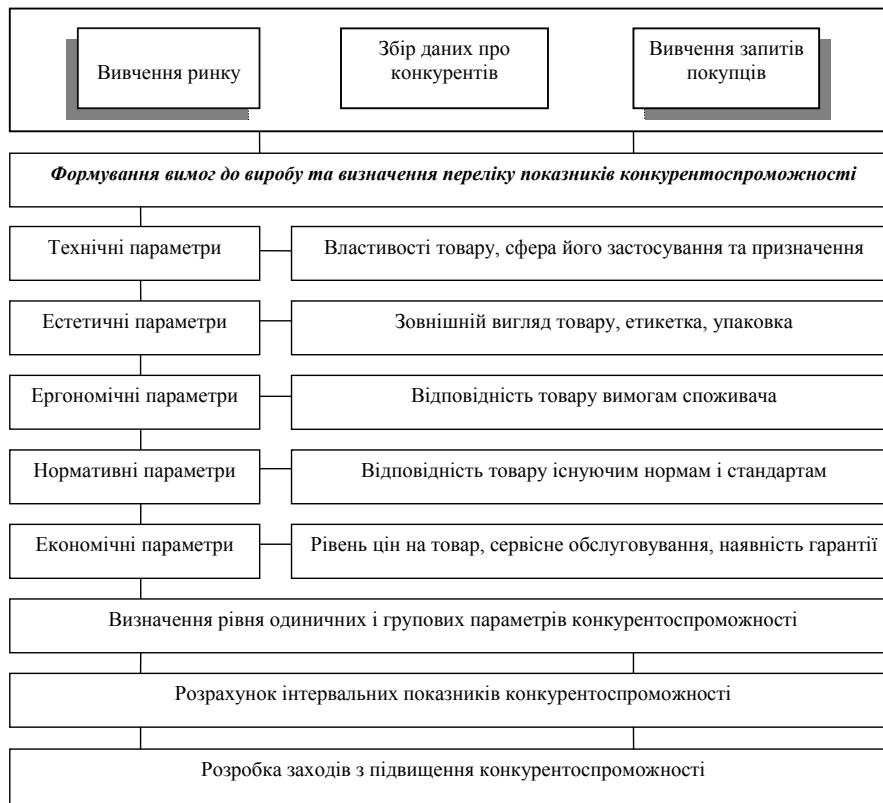 Вивчення ринку
Збір даних про
конкурентів
Вивчення запитів
покупців
Формування вимог до виробу та визначення переліку показників конкурентоспроможності
Технічні параметри
Властивості товару, сфера його застосування та призначення
Естетичні параметри
Зовнішній вигляд товару, етикетка, упаковка
Ергономічні параметри
Відповідність товару вимогам споживача
Нормативні параметри
Відповідність товару існуючим нормам і стандартам
Економічні параметри
Рівень цін на товар, сервісне обслуговування, наявність гарантії
Визначення рівня одиничних і групових параметрів конкурентоспроможності
Розрахунок інтервальних показників конкурентоспроможності
Розробка заходів з підвищення конкурентоспроможності